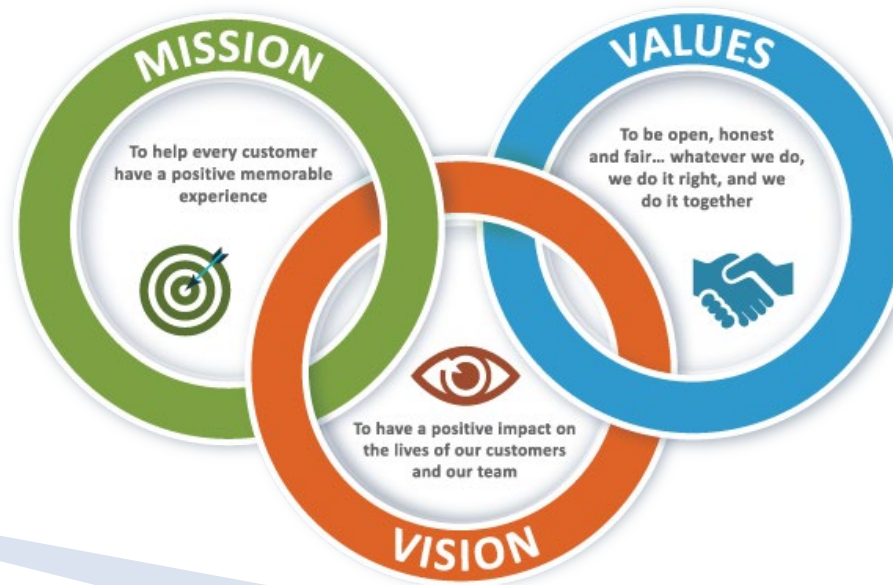 MISSION
To help every customer
have a positive memorable
experience
VALUES
To be open, honest
and fair... whatever we do,
we do it right, and we
do it together
To have a positive impact on
the lives of our customers
and our team
VISION